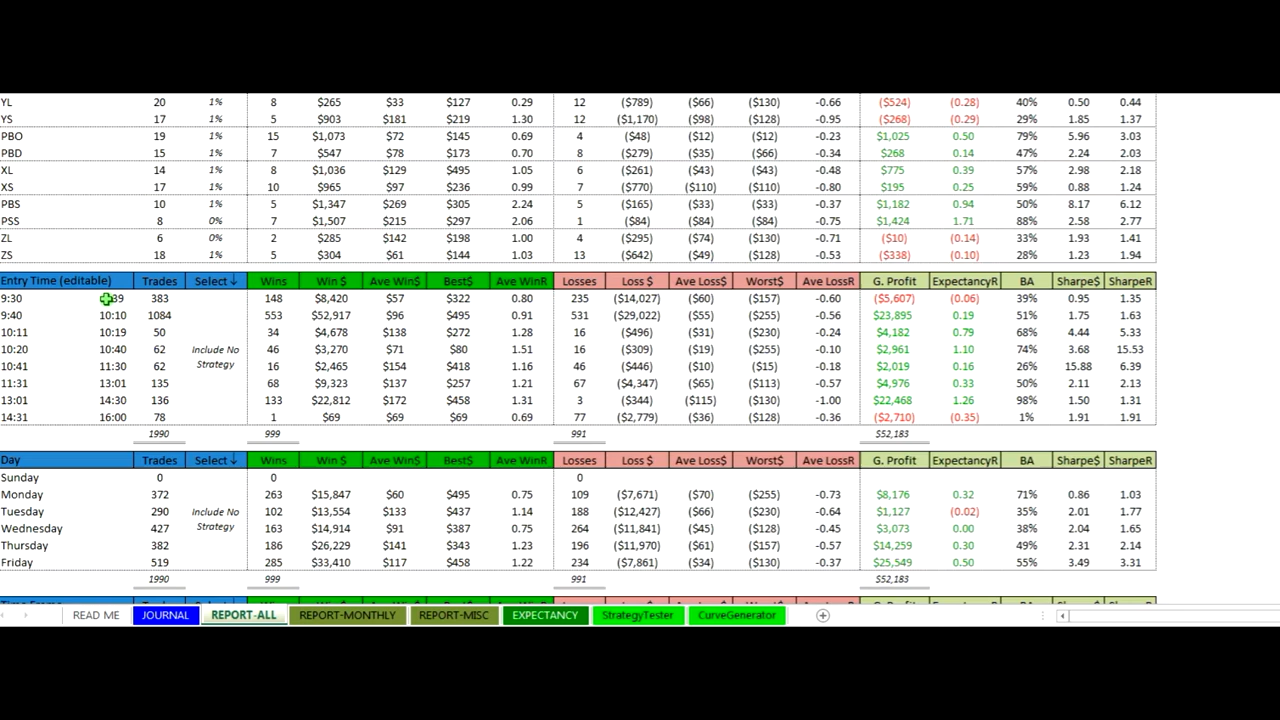 YL 20 1% 8 $265 $33 $127 0.29 12 ($789) ($66) ($130) -0.66 ($524) (0.28) 40% 0.50 0.44
YS 17 1% 5 $903 $181 $219 1.30 12 ($1,170) ($98) ($128) -0.95 ($268) (0.29) 29% 1.85 1.37
PBO 19 1% 15 $1,073 $72 $145 0.69 4 ($48) ($12) ($12) -0.23 $1,025 0.50 79% 5.96 3.03
PBD 15 1% 7 $547 $78 $173 0.70 8 ($279) ($35) ($66) -0.34 $268 0.14 47% 2.24 2.03
XL 14 1% 8 $1,036 $129 $495 1.05 6 ($261) ($43) ($43) -0.48 $775 0.39 57% 2.98 2.18
XS 17 1% 10 $965 $97 $236 0.99 7 ($770) ($110) ($110) -0.80 $195 0.25 59% 0.88 1.24
PBS 10 1% 5 $1,347 $269 $305 2.24 5 ($165) ($33) ($33) -0.37 $1,182 0.94 50% 8.17 6.12
PSS 8 0% 7 $1,507 $215 $297 2.06 1 ($84) ($84) ($84) -0.75 $1,424 1.71 88% 2.58 2.77
ZL 6 0% 2 $285 $142 $198 1.00 4 ($295) ($74) ($130) -0.71 ($10) (0.14) 33% 1.93 1.41
ZS 18 1% 5 $304 $61 $144 1.03 13 ($642) ($49) ($128) -0.53 ($338) (0.10) 28% 1.23 1.94
Entry Time (editable) Trades Select↓ Wins Win $ Ave Win$ Best$ Ave WinR Losses Loss $ Ave Loss$ Worst$ Ave LossR G. Profit ExpectancyR BA Sharpe$ SharpeR
9:30 39 383 148 $8,420 $57 $322 0.80 235 ($14,027) ($60) ($157) -0.60 ($5,607) (0.06) 39% 0.95 1.35
9:40 10:10 1084 553 $52,917 $96 $495 0.91 531 ($29,022) ($55) ($255) -0.45 $23,895 0.19 51% 1.75 1.63
10:11 10:19 50 34 $4,678 $138 $272 1.28 16 ($496) ($31) ($230) -0.24 $4,182 0.79 68% 4.44 5.33
10:20 10:40 62 Include No 46 $3,270 $71 $80 1.51 16 ($309) ($19) ($255) -0.10 $2,961 1.10 74% 3.68 15.53
10:41 11:30 62 Strategy 16 $2,465 $154 $418 1.16 46 ($446) ($10) ($15) -0.18 $2,019 0.16 26% 15.88 6.39
11:31 13:01 135 68 $9,323 $137 $257 1.21 67 ($4,347) ($65) ($113) -0.57 $4,976 0.33 50% 2.11 2.13
13:01 14:30 136 133 $22,812 $172 $458 1.31 3 ($344) ($115) ($130) -1.00 $22,468 1.26 98% 1.50 1.31
14:31 16:00 78 1 $69 $69 $69 0.69 77 ($2,779) ($36) ($128) -0.36 ($2,710) (0.35) 1% 1.91 1.91
1990 999 991 $52,183
Day Trades Select↓ Wins Win $ Ave Win$ Best$ Ave WinR Losses Loss $ Ave Loss$ Worst$ Ave LossR G. Profit ExpectancyR BA Sharpe$ SharpeR
Sunday 0 0 0
Monday 372 263 $15,847 $60 $495 0.75 109 ($7,671) ($70) ($255) -0.73 $8,176 0.32 71% 0.86 1.03
Tuesday 290 Include No 102 $13,554 $133 $437 1.14 188 ($12,427) ($66) ($230) -0.64 $1,127 (0.02) 35% 2.01 1.77
Wednesday 427 Strategy 163 $14,914 $91 $387 0.75 264 ($11,841) ($45) ($128) -0.45 $3,073 0.00 38% 2.04 1.65
Thursday 382 186 $26,229 $141 $343 1.23 196 ($11,970) ($61) ($157) -0.57 $14,259 0.30 49% 2.31 2.14
Friday 519 285 $33,410 $117 $458 1.22 234 ($7,861) ($34) ($130) -0.37 $25,549 0.50 55% 3.49 3.31
1990 999 991 $52,183
READ ME JOURNAL REPORT-ALL REPORT-MONTHLY REPORT-MISC EXPECTANCY StrategyTester CurveGenerator